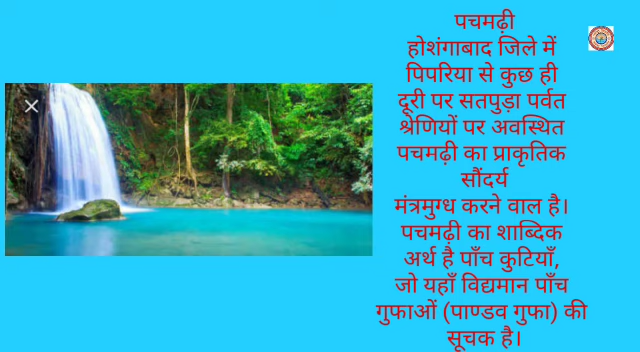 पचमढ़ी
होशंगाबाद जिले में
पिपरिया से कुछ ही
दूरी पर सतपुड़ा पर्वत
श्रेणियों पर अवस्थित
पचमढ़ी का प्राकृतिक
सौंदर्य
मंत्रमुग्ध करने वाल है।
पचमढ़ी का शाब्दिक
अर्थ है पाँच कुटियाँ,
जो यहाँ विद्यमान पाँच
गुफाओं (पाण्डव गुफा) की
सूचक है।